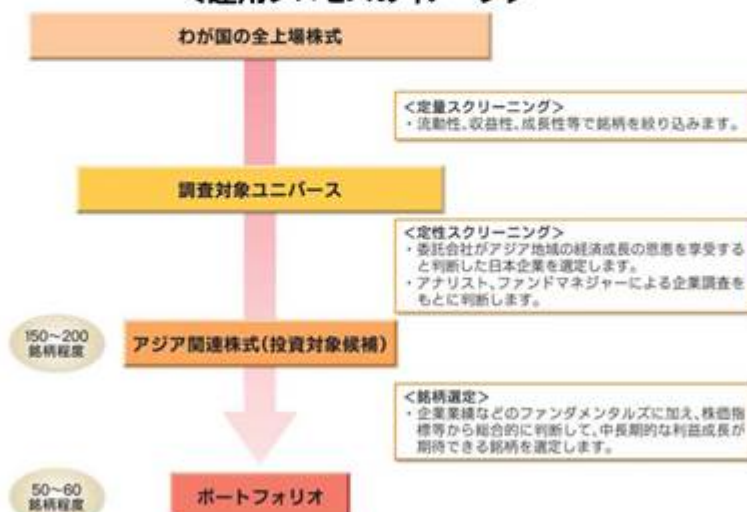 わが国の全上場株式
<定量スクリーニング>
・流動性、収益性、成長性等で銘柄を絞り込みます。
調査対象ユニバース
<定性スクリーニング>
・委託会社がアジア地域の経済成長の恩恵を享受する
と判断した日本企業を選定します。
・アナリスト、ファンドマネジャーによる企業調査を
もとに判断します。
150～200
銘柄程度
アジア関連株式(投資対象候補)
<銘柄選定>
・企業業績などのファンダメンタルズに加え、株価指
標等から総合的に判断して、中長期的な利益成長が
期待できる銘柄を選定します。
50～60
銘柄程度
ポートフォリオ